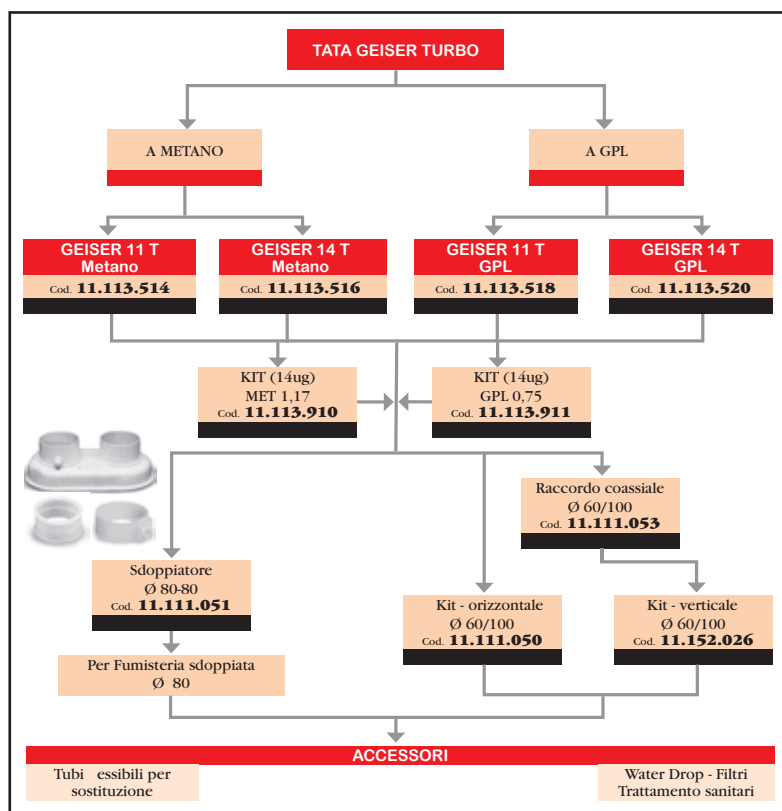 TATA GEISER TURBO
A METANO
A GPL
GEISER 11 T
Metano
Cod. 11.113.514
GEISER 14 T
Metano
Cod. 11.113.516
GEISER 11 T
GPL
Cod. 11.113.518
GEISER 14 T
GPL
Cod. 11.113.520
KIT (14ug)
MET 1,17
Cod. 11.113.910
KIT (14ug)
GPL 0,75
Cod. 11.113.911
Raccordo coassiale
Ø 60/100
Cod. 11.111.053
Sdoppiatore
Ø 80-80
Cod. 11.111.051
Kit - orizzontale
Ø 60/100
Cod. 11.111.050
Kit - verticale
Ø 60/100
Cod. 11.152.026
Per Fumisteria sdoppiata
Ø 80
ACCESSORI
Tubi essibili per
sostituzione
Water Drop - Filtri
Trattamento sanitari